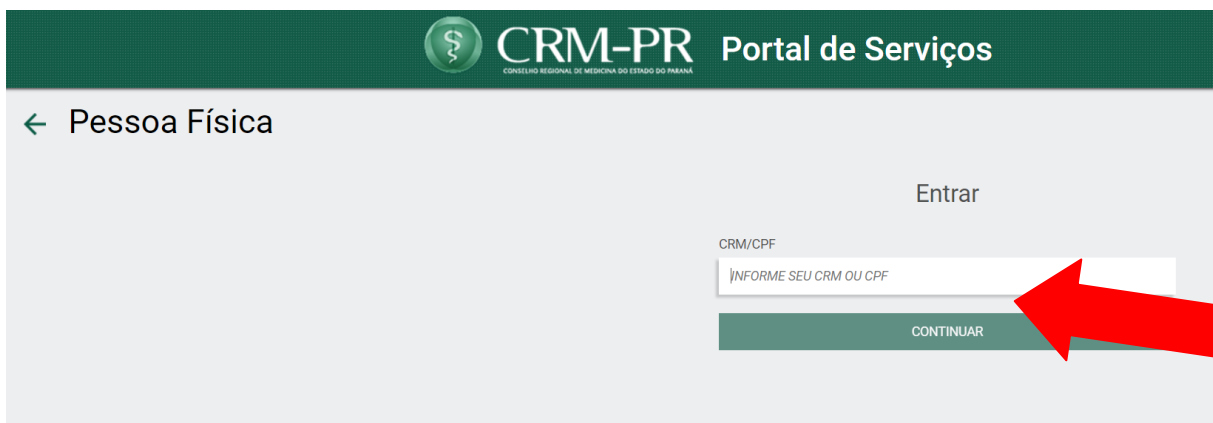 CRM-PR
CONSELHO REGIONAL DE MEDICINA DO ESTADO DO PARANÁ
Portal de Serviços
Pessoa Física
Entrar
CRM/CPF
INFORME SEU CRM OU CPF
CONTINUAR